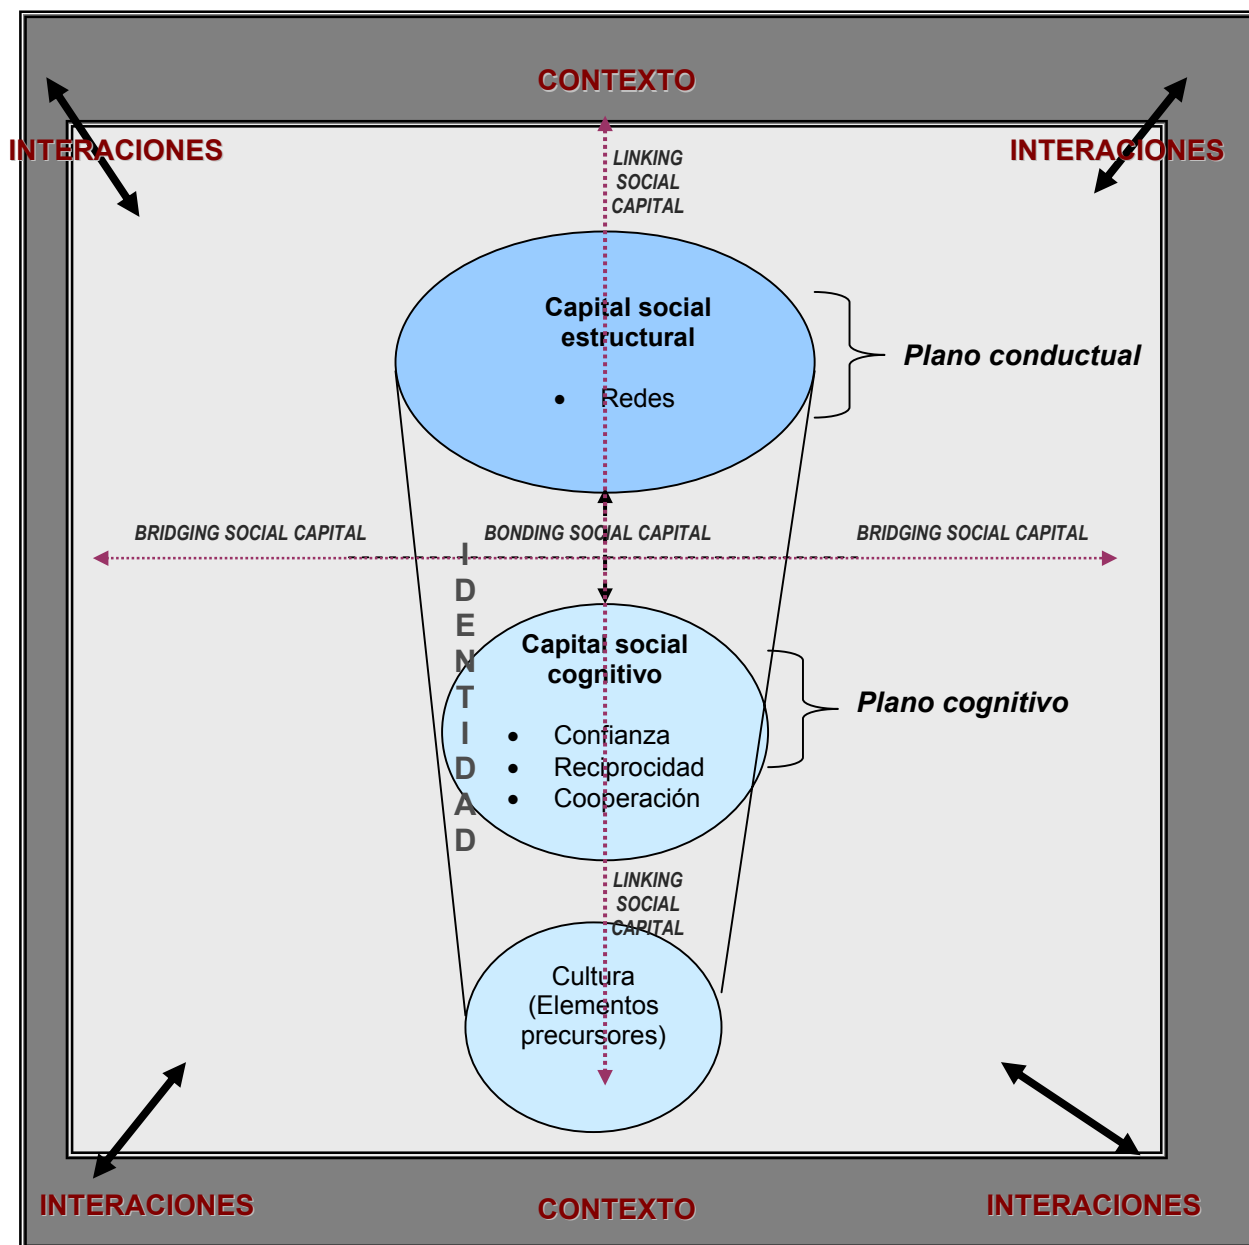 CONTEXTO
INTERACIONES
INTERACIONES
LINKING
SOCIAL
CAPITAL
Capital social
estructural
• Redes
Plano conductual
BRIDGING SOCIAL CAPITAL
BONDING SOCIAL CAPITAL
BRIDGING SOCIAL CAPITAL
I
D
E
N
T
I
D
A
D
Capital social
cognitivo
• Confianza
• Reciprocidad
• Cooperación
Plano cognitivo
LINKING
SOCIAL
CAPITAL
Cultura
(Elementos
precursores)
INTERACIONES
CONTEXTO
INTERACIONES